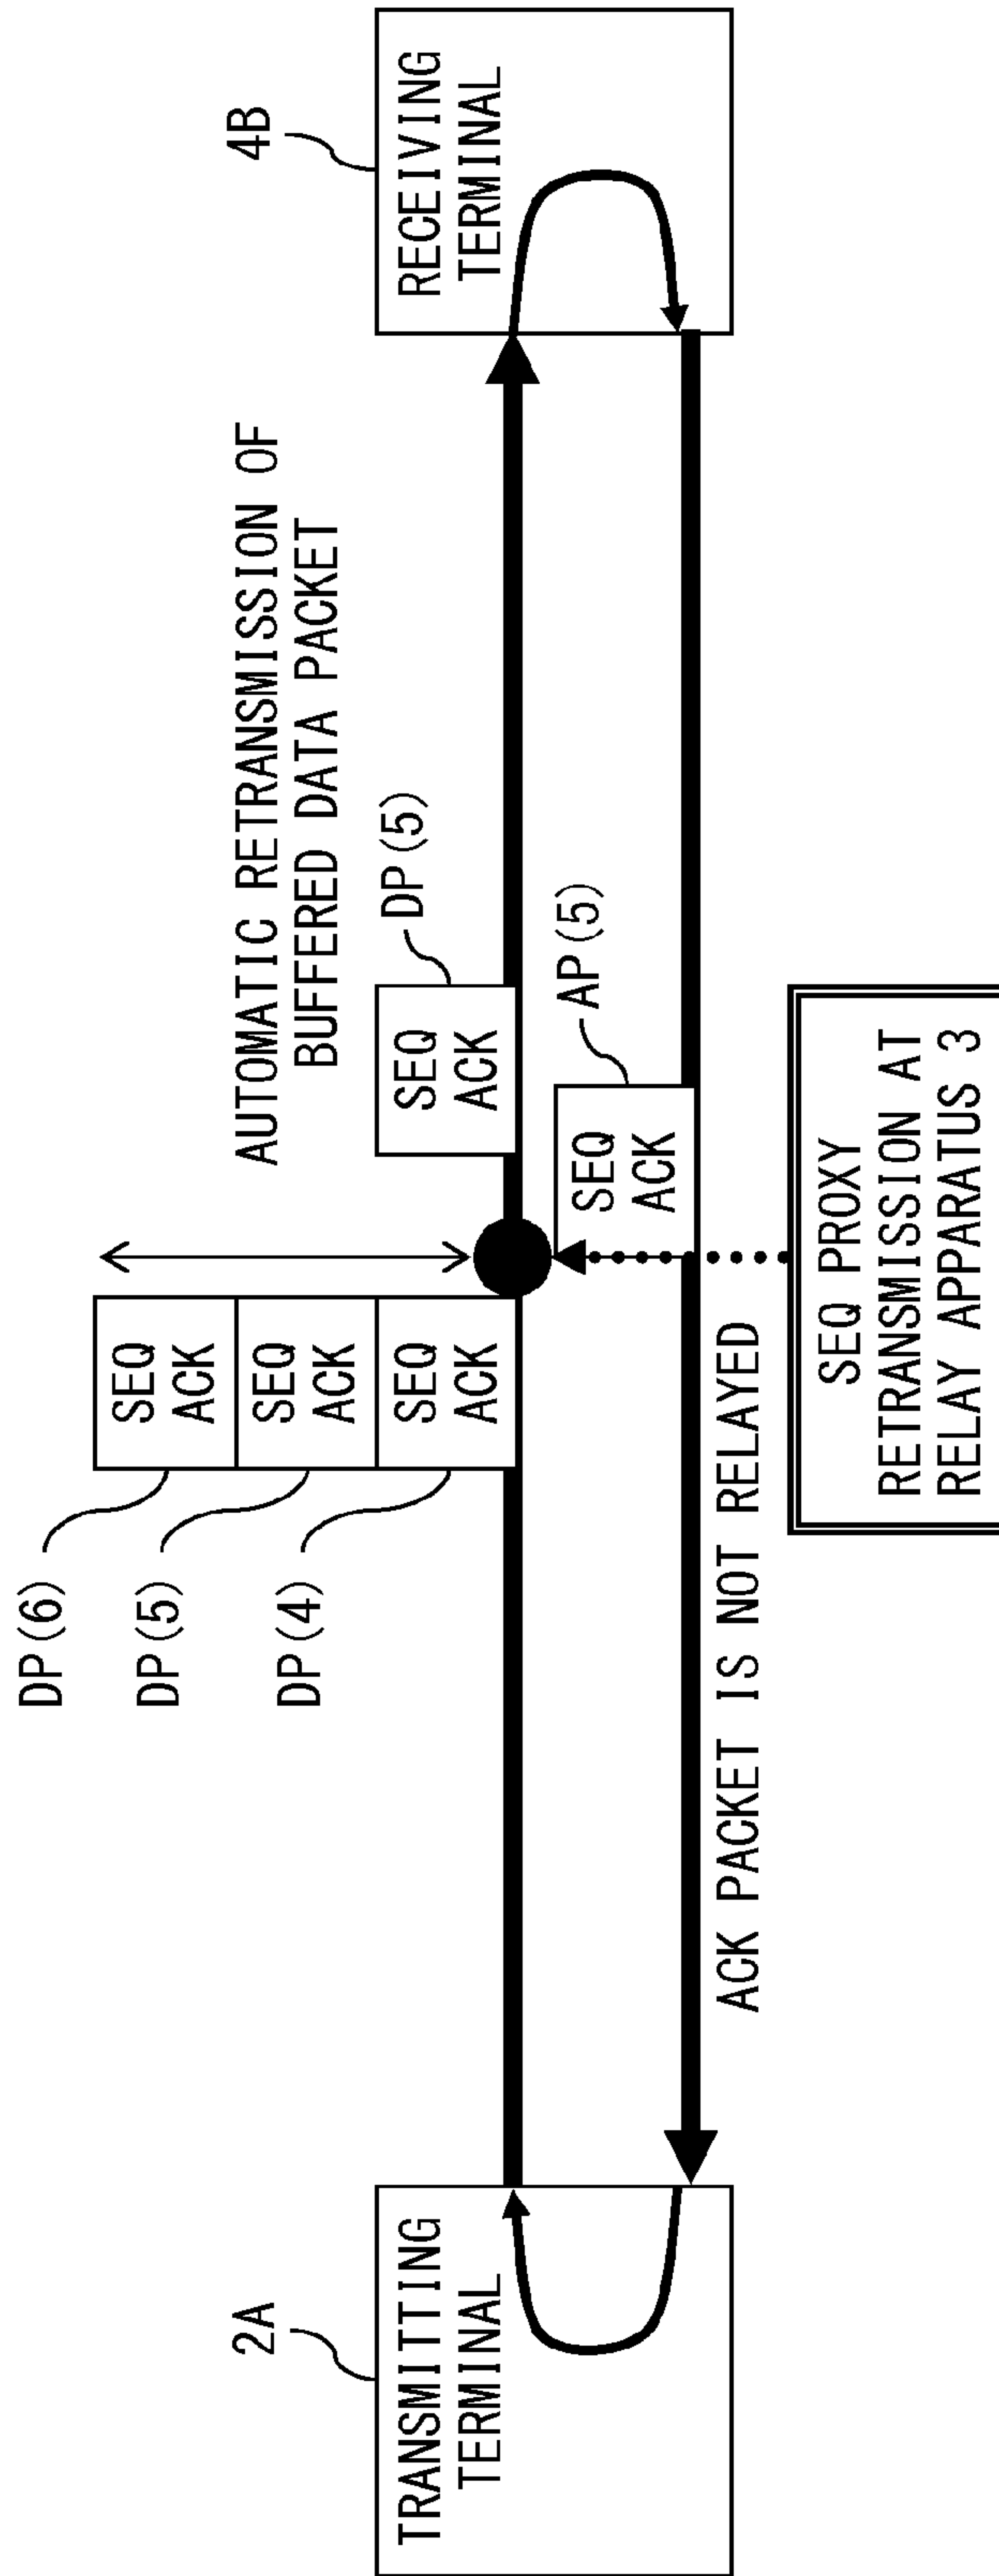 2A
TRANSMITTING
TERMINAL
DP(6)
DP(5)
DP(4)
SEQ
ACK
SEQ
ACK
SEQ
ACK
AUTOMATIC RETRANSMISSION OF
BUFFERED DATA PACKET
SEQ
ACK
DP(5)
SEQ
ACK
AP(5)
4B
RECEIVING
TERMINAL
ACK PACKET IS NOT RELAYED
SEQ PROXY
RETRANSMISSION AT
RELAY APPARATUS 3